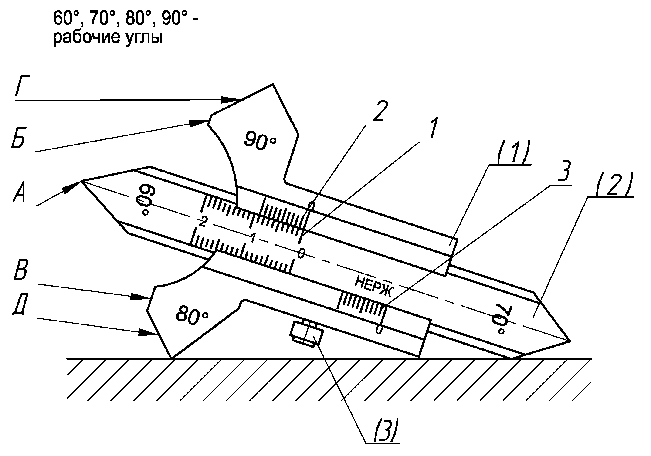 60°, 70°, 80°, 90° -
рабочие углы
Г
Б
А
В
Д
90°
2
1
(1)
3
(2)
60°
2
1
0
0
НЕРЖ
0
70°
80°
(3)